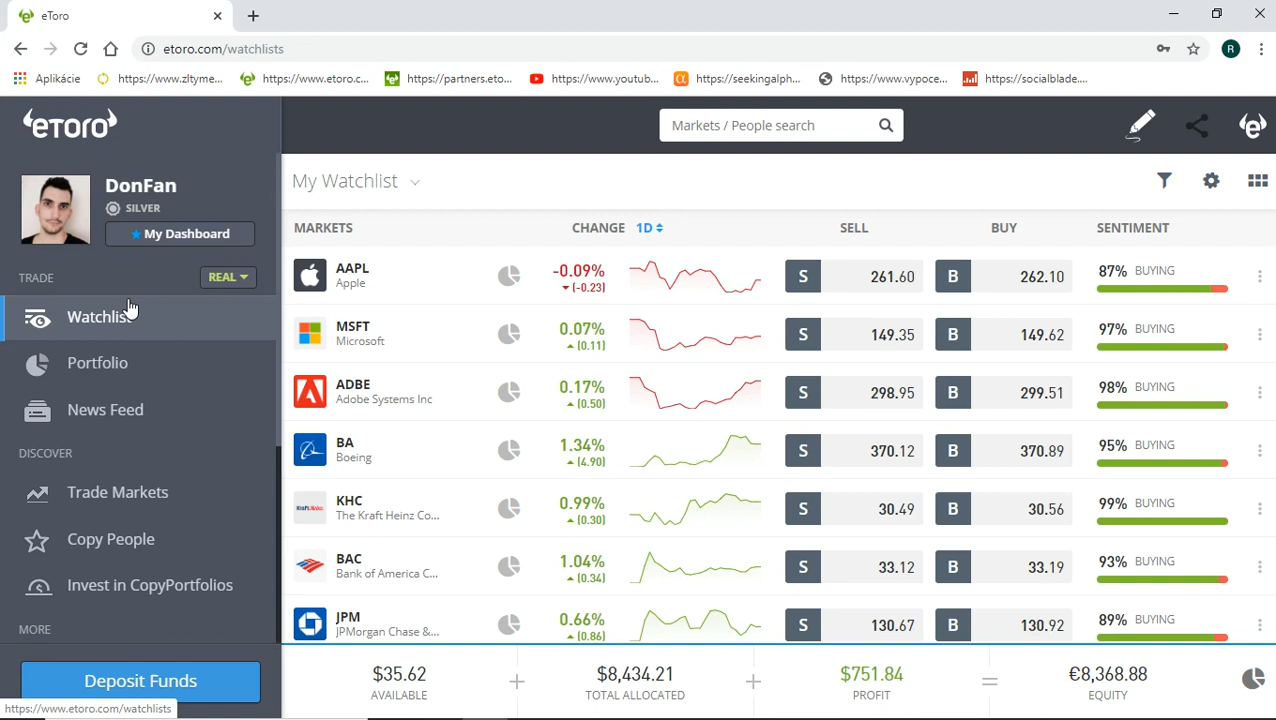 eToro
etoro.com/watchlists
R
Aplikácie https://www.zltyme... https://www.etoro.c... https://partners.eto... https://www.youtub... https://seekingalph... https://www.vypoce... https://socialblade....
eToro
Markets / People search
DonFan
SILVER
My Dashboard
TRADE REAL
Watchlist
Portfolio
News Feed
DISCOVER
Trade Markets
Copy People
Invest in CopyPortfolios
MORE
Deposit Funds
https://www.etoro.com/watchlists
My Watchlist
MARKETS CHANGE 1D SELL BUY SENTIMENT
AAPL -0.09% S 261.60 B 262.10 87% BUYING
Apple (-0.23)
MSFT 0.07% S 149.35 B 149.62 97% BUYING
Microsoft (0.11)
ADBE 0.17% S 298.95 B 299.51 98% BUYING
Adobe Systems Inc (0.50)
BA 1.34% S 370.12 B 370.89 95% BUYING
Boeing (4.90)
KHC 0.99% S 30.49 B 30.56 99% BUYING
The Kraft Heinz Co... (0.30)
BAC 1.04% S 33.12 B 33.19 93% BUYING
Bank of America C... (0.34)
JPM 0.66% S 130.67 B 130.92 89% BUYING
JPMorgan Chase &... (0.86)
$35.62 + $8,434.21 + $751.84 = €8,368.88
AVAILABLE TOTAL ALLOCATED PROFIT EQUITY